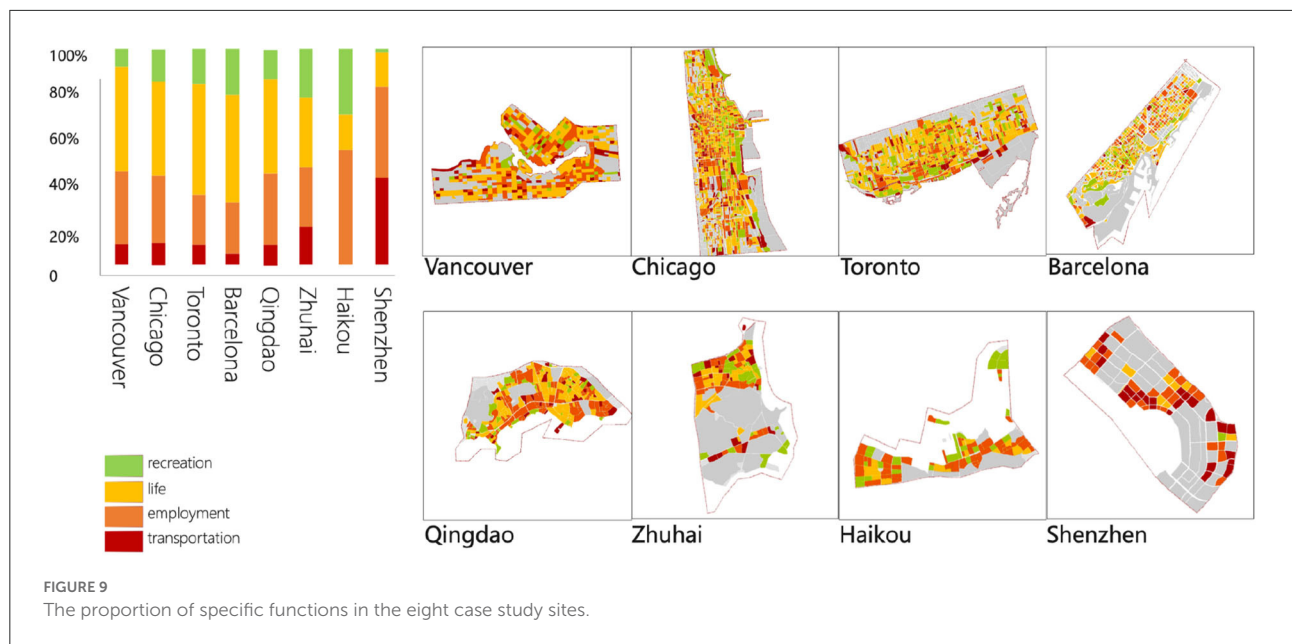 100%
80%
60%
40%
20%
0
Vancouver
Chicago
Toronto
Barcelona
Qingdao
Zhuhai
Haikou
Shenzhen
recreation
life
employment
transportation
Vancouver
Chicago
Toronto
Barcelona
Qingdao
Zhuhai
Haikou
Shenzhen
FIGURE 9
The proportion of specific functions in the eight case study sites.